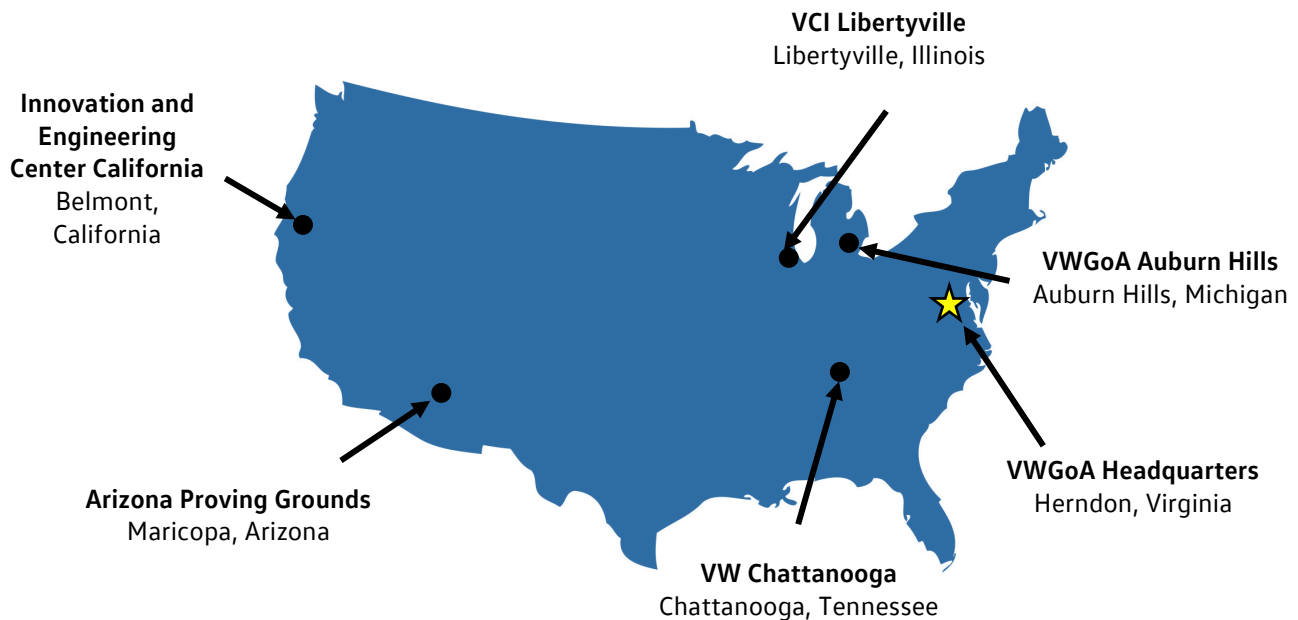 VCI Libertyville
Libertyville, Illinois
Innovation and
Engineering
Center California
Belmont,
California
VWGoA Auburn Hills
Auburn Hills, Michigan
VWGoA Headquarters
Herndon, Virginia
Arizona Proving Grounds
Maricopa, Arizona
VW Chattanooga
Chattanooga, Tennessee